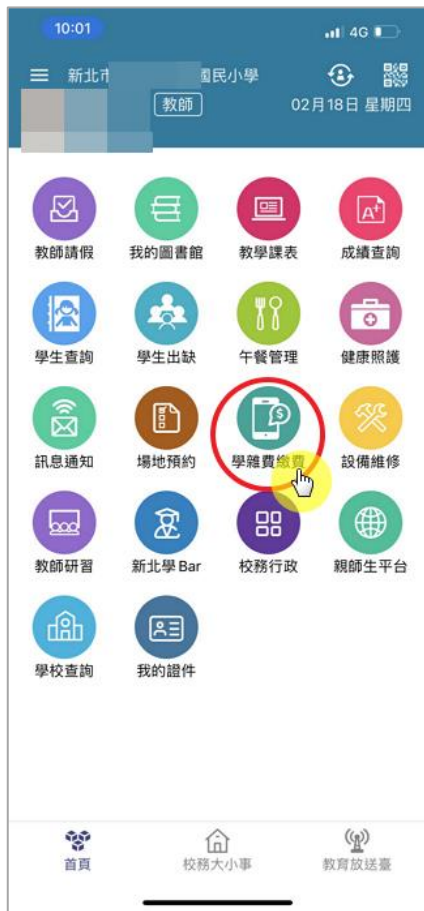 10:01 4G
新北市 國民小學
教師 02月18日 星期四
教師請假 我的圖書館 教學課表 成績查詢
學生查詢 學生出缺 午餐管理 健康照護
訊息通知 場地預約 學雜費繳費 設備維修
教師研習 新北學 Bar 校務行政 親師生平台
學校查詢 我的證件
首頁 校務大小事 教育放送臺